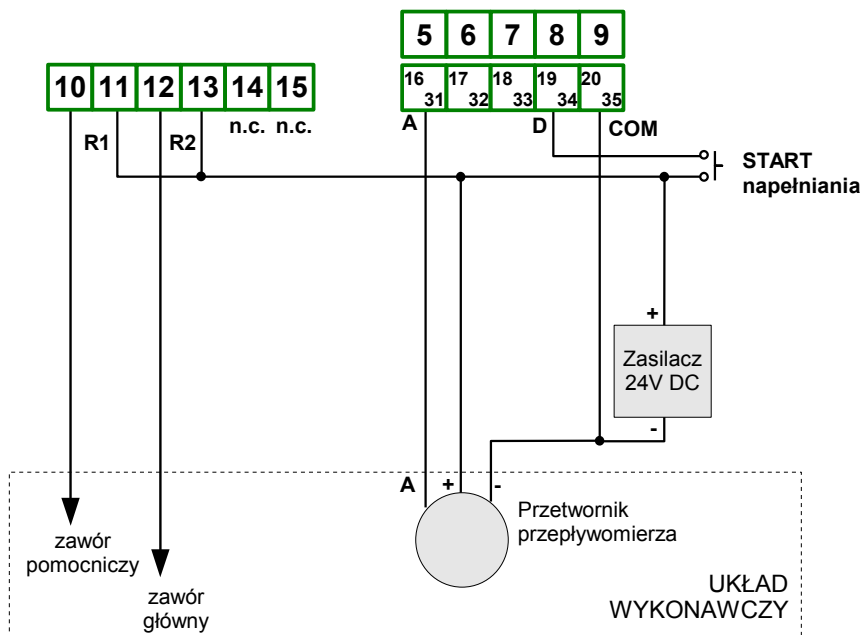 5 6 7 8 9
10 11 12 13 14 15
16 17 18 19 20
31 32 33 34 35
n.c. n.c.
A D COM
R1 R2
START
napełniania
+
Zasilacz
24V DC
-
A + -
Przetwornik
przepływomierza
zawór
pomocniczy
zawór
główny
UKŁAD
WYKONAWCZY